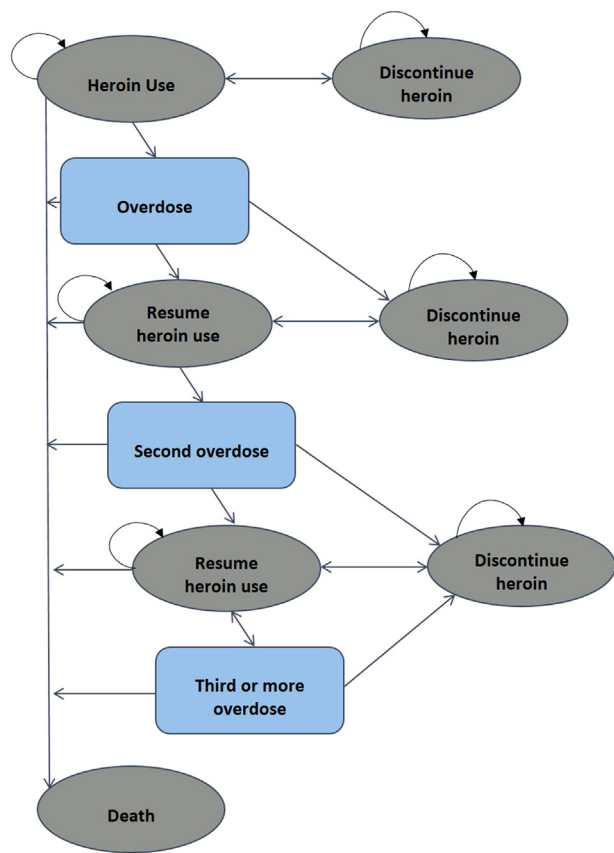 Heroin Use
Discontinue
heroin
Overdose
Resume
heroin use
Discontinue
heroin
Second overdose
Resume
heroin use
Discontinue
heroin
Third or more
overdose
Death